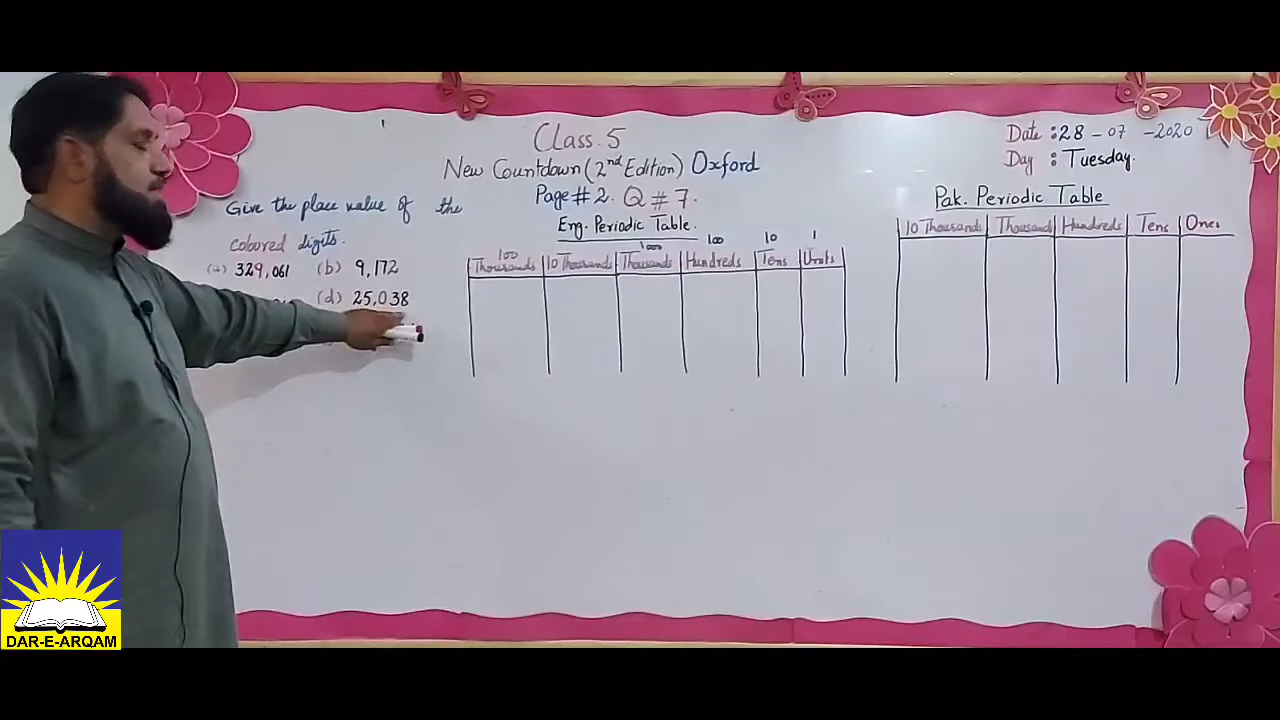 Class. 5
New Countdown (2nd Edition) Oxford
Page # 2. Q # 7.
Date : 28 - 07 - 2020
Day : Tuesday.
Give the place value of the
coloured digits.
(a) 329,061 (b) 9,172
(d) 25,038
Eng. Periodic Table.
100 Thousands 10 Thousands 1000 Thousands 100 Hundreds 10 Tens 1 Units
Pak. Periodic Table
10 Thousands Thousand Hundreds Tens Ones
DAR-E-ARQAM